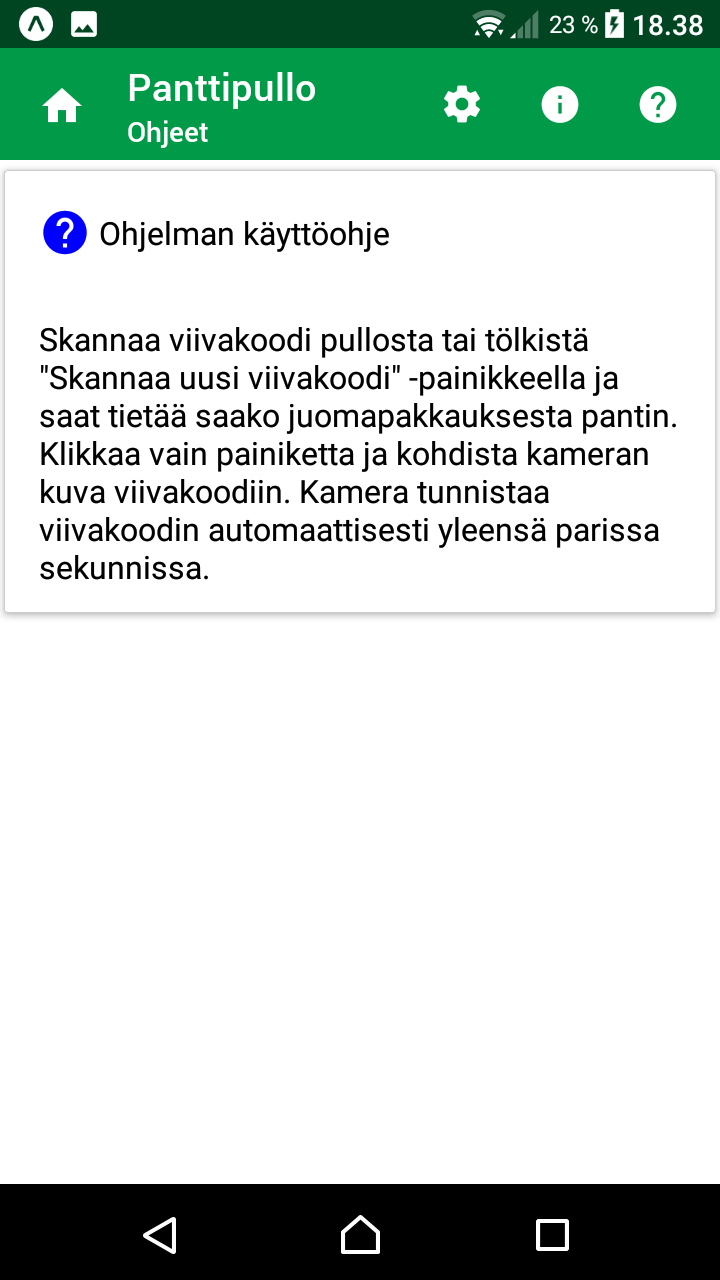 23 % 18.38
Panttipullo
Ohjeet
Ohjelman käyttöohje
Skannaa viivakoodi pullosta tai tölkistä
"Skannaa uusi viivakoodi" -painikkeella ja
saat tietää saako juomapakkauksesta pantin.
Klikkaa vain painiketta ja kohdista kameran
kuva viivakoodiin. Kamera tunnistaa
viivakoodin automaattisesti yleensä parissa
sekunnissa.